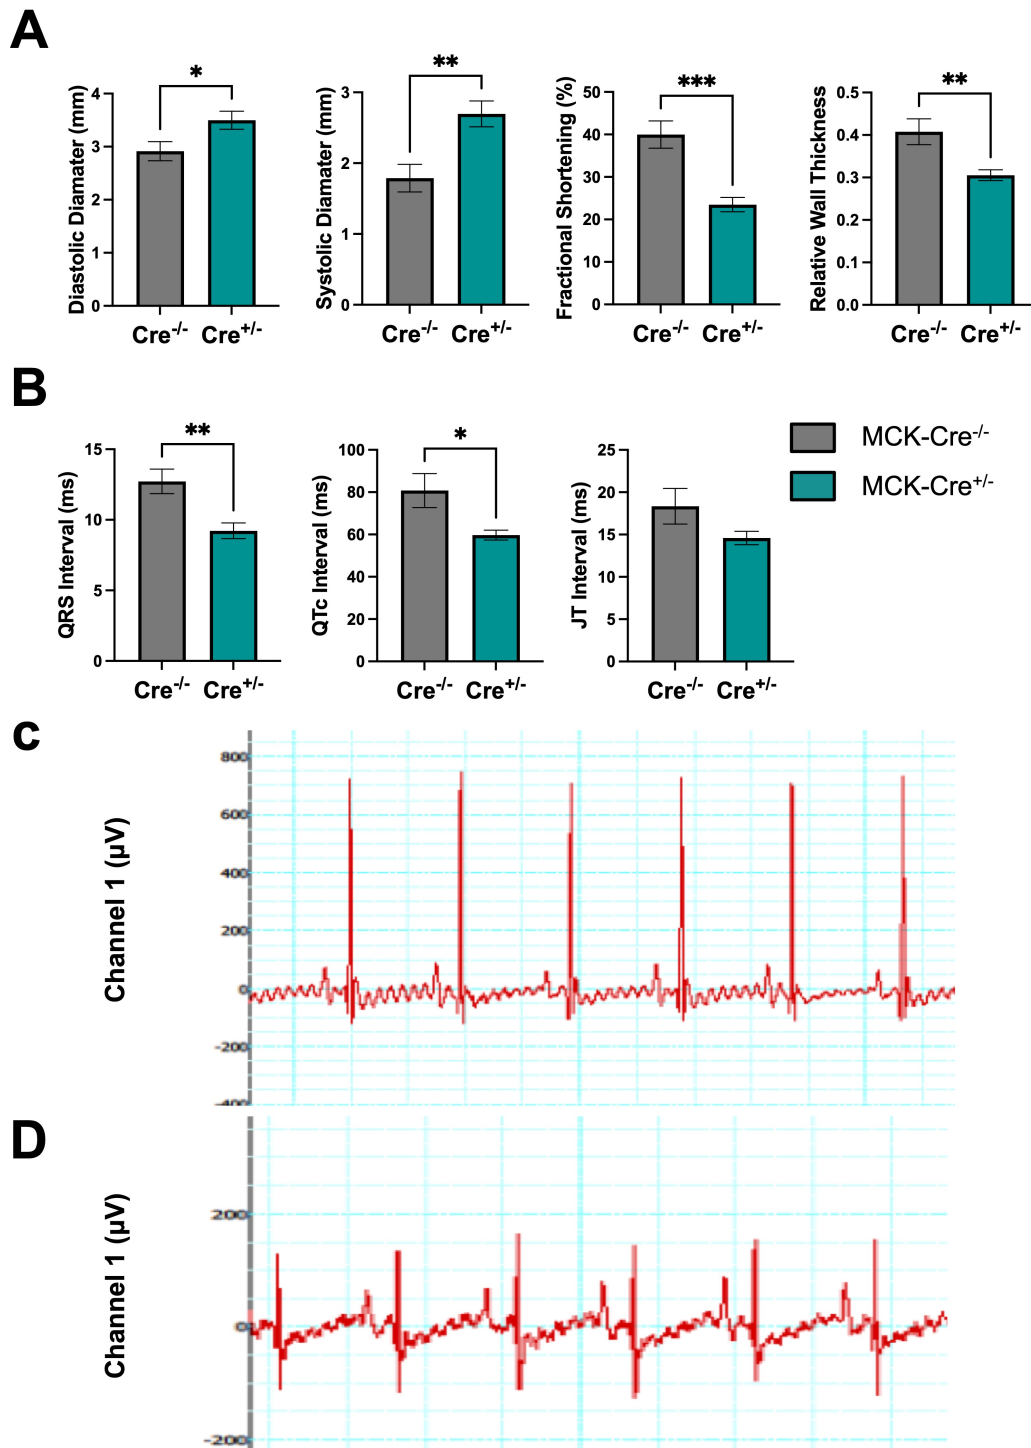 A
Diastolic Diamater (mm)
4
3
2
1
0
*
Cre-/- Cre+/-
Systolic Diamater (mm)
3
2
1
0
**
Cre-/- Cre+/-
Fractional Shortening (%)
50
40
30
20
10
0
***
Cre-/- Cre+/-
Relative Wall Thickness
0.5
0.4
0.3
0.2
0.1
0.0
**
Cre-/- Cre+/-
B
QRS Interval (ms)
15
10
5
0
**
Cre-/- Cre+/-
QTc Interval (ms)
100
80
60
40
20
0
*
Cre-/- Cre+/-
JT Interval (ms)
25
20
15
10
5
0
Cre-/- Cre+/-
MCK-Cre-/-
MCK-Cre+/-
c
Channel 1 (μV)
800
600
400
200
0
-200
-400
D
Channel 1 (μV)
200
0
-200